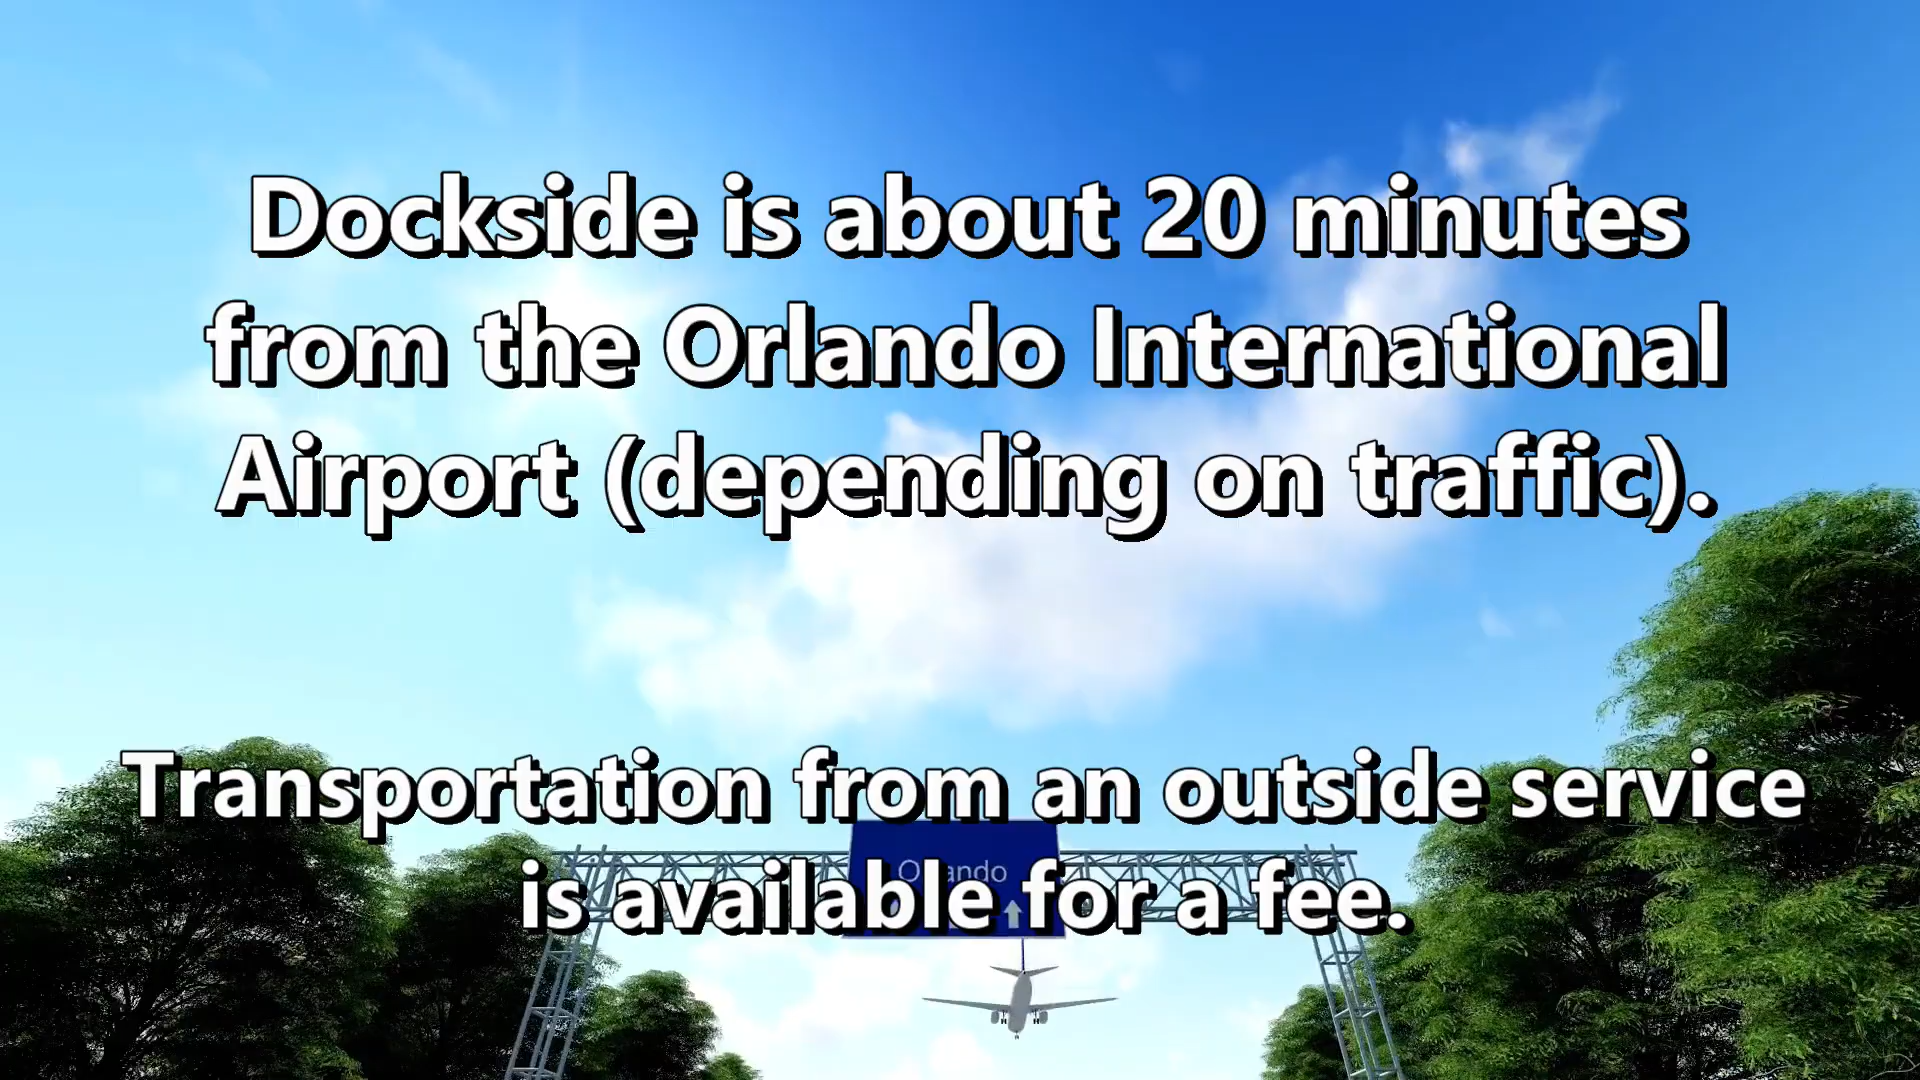 Dockside is about 20 minutes
from the Orlando International
Airport (depending on traffic).
Transportation from an outside service
Orlando
is available for a fee.